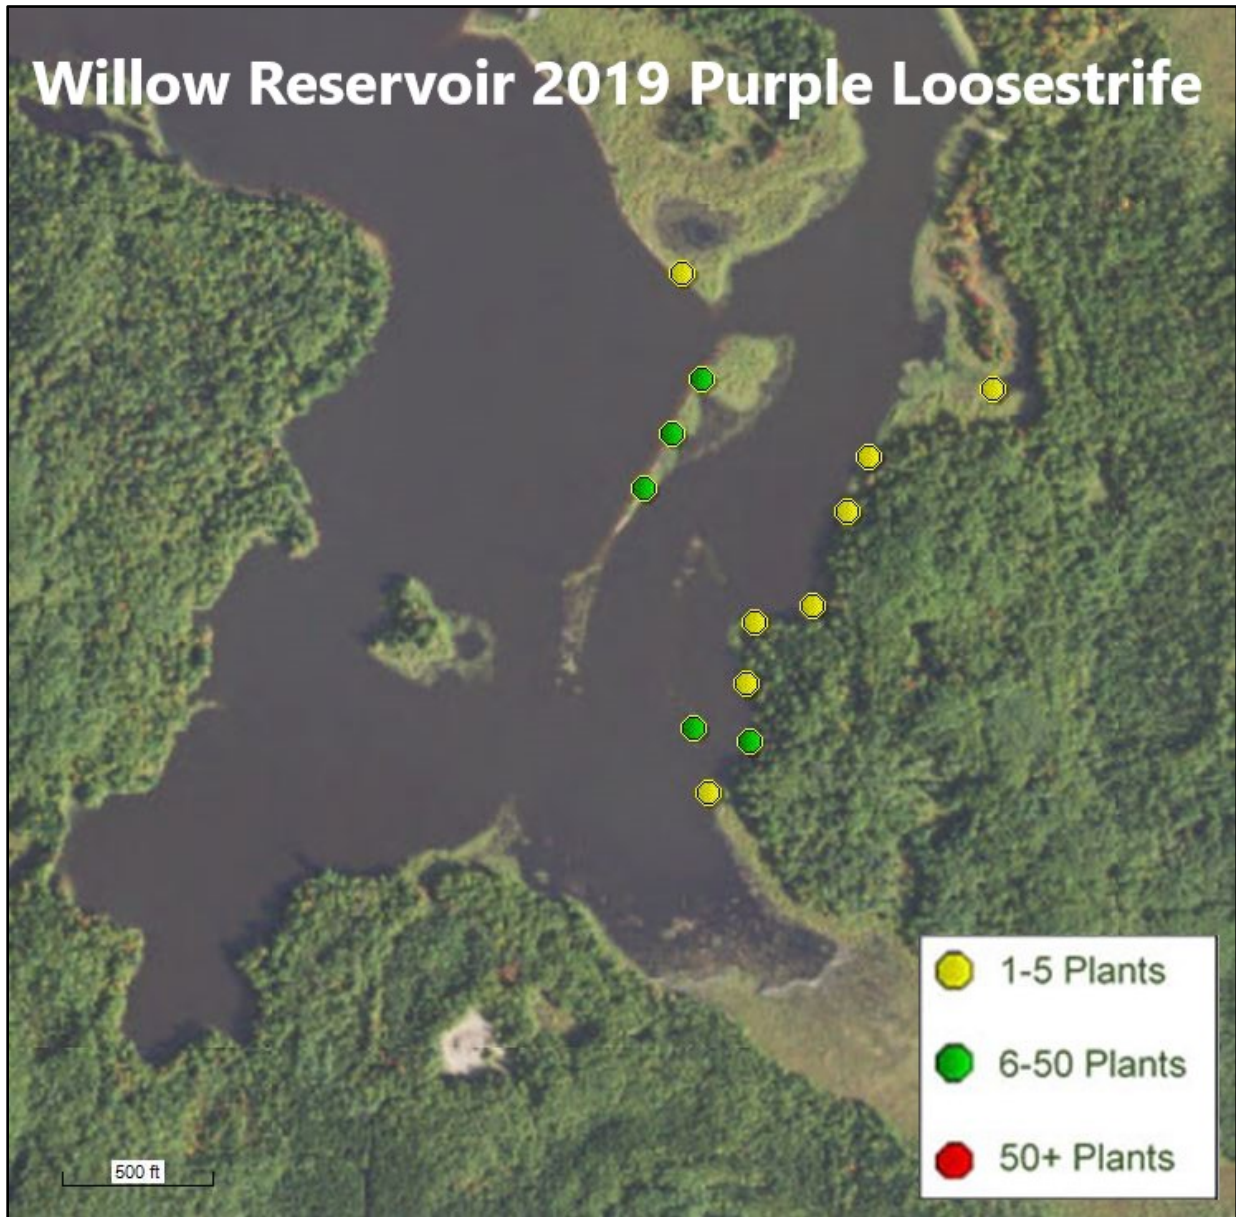 Willow Reservoir 2019 Purple Loosestrife
1-5 Plants
6-50 Plants
50+ Plants
500 ft